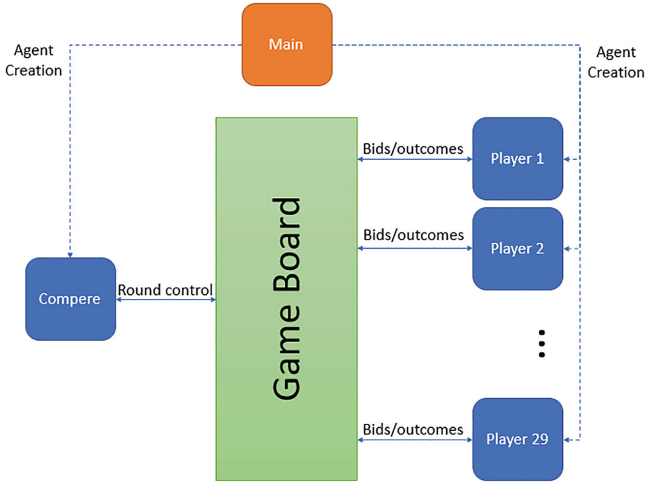 Main
Agent
Creation
Agent
Creation
Bids/outcomes
Player 1
Bids/outcomes
Player 2
Compere
Round control
Game Board
Bids/outcomes
Player 29